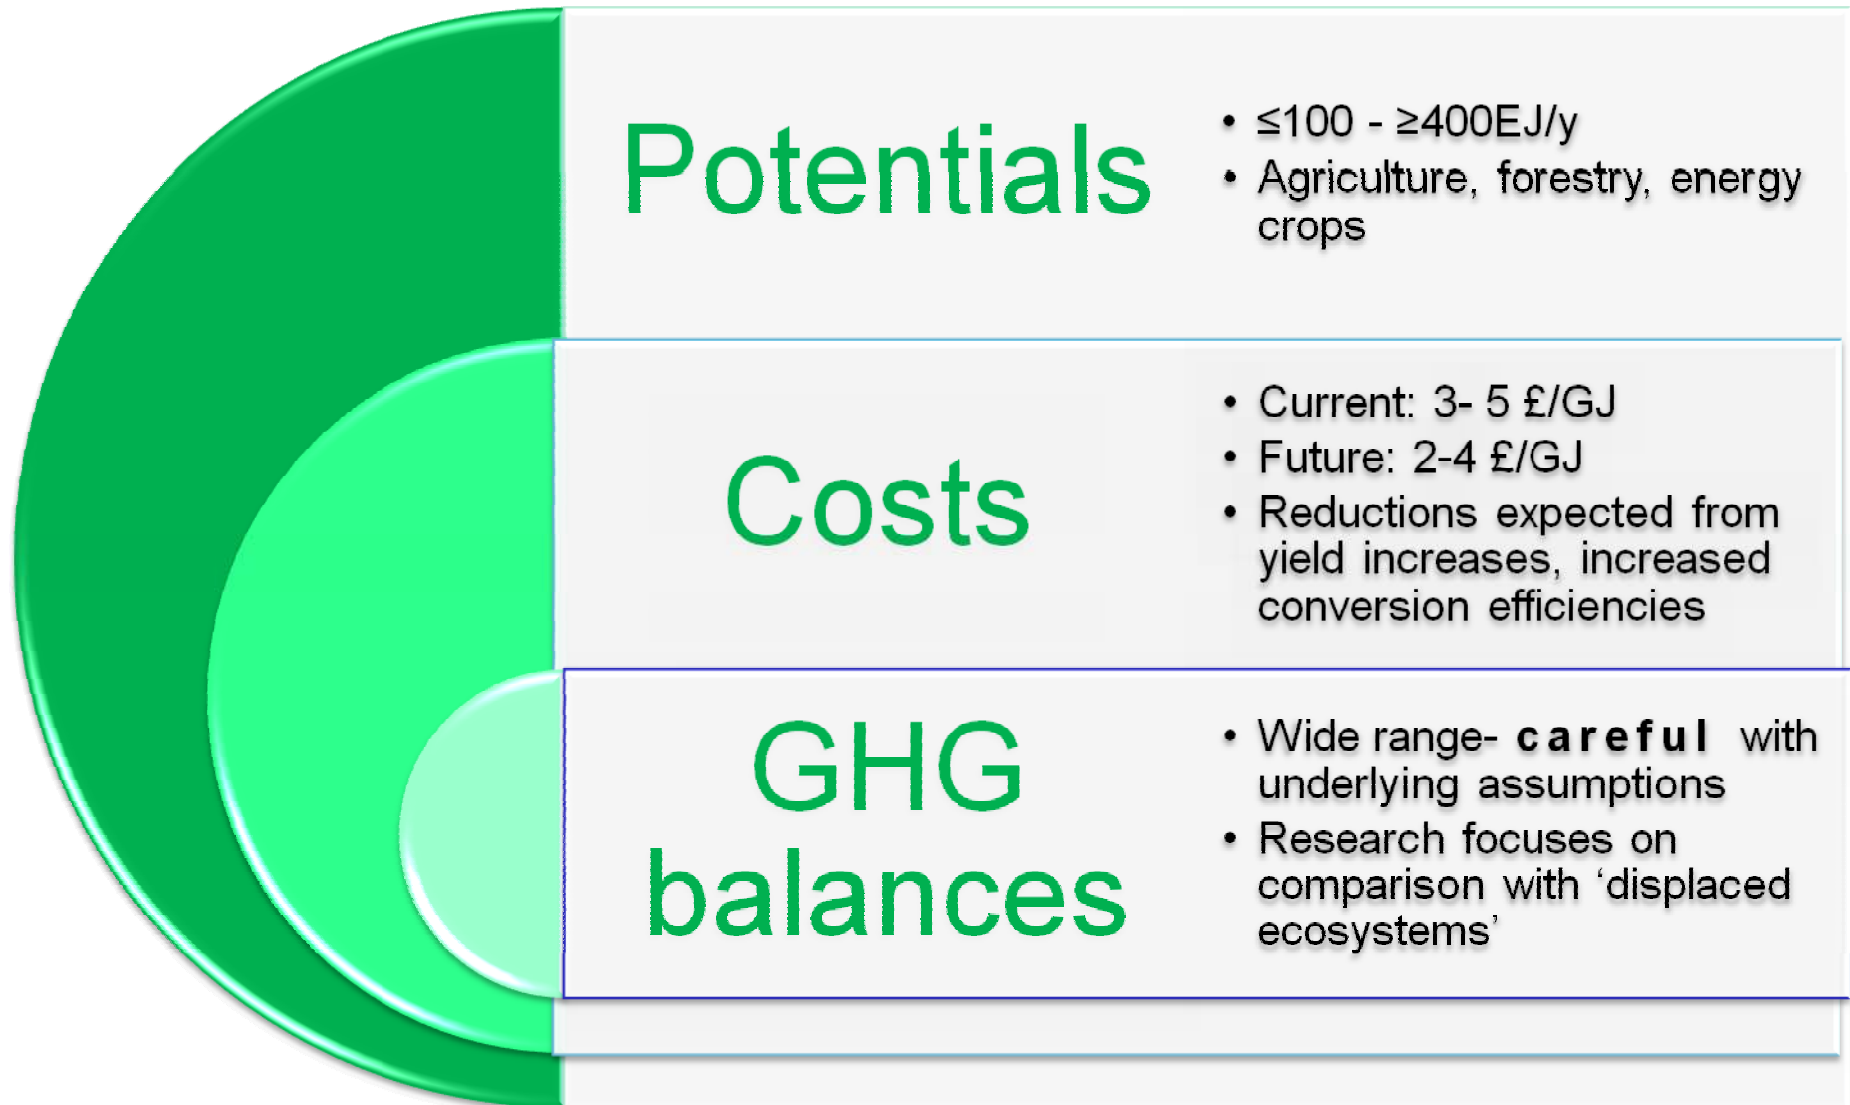 Potentials
• ≤100 - ≥400EJ/y
• Agriculture, forestry, energy
crops
Costs
• Current: 3- 5 £/GJ
• Future: 2-4 £/GJ
• Reductions expected from
yield increases, increased
conversion efficiencies
GHG
balances
• Wide range- careful with
underlying assumptions
• Research focuses on
comparison with ‘displaced
ecosystems’